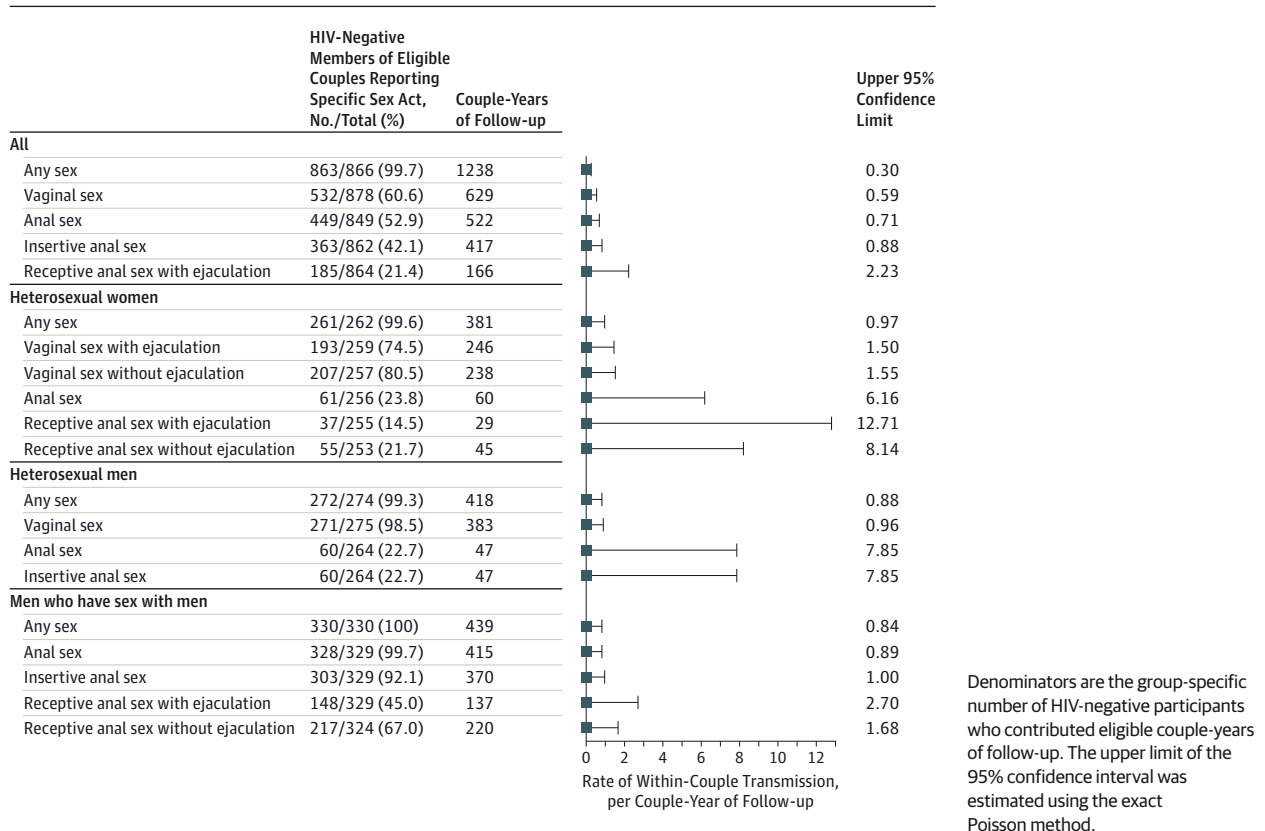 HIV-Negative
Members of Eligible
Couples Reporting
Specific Sex Act,
No./Total (%)
Couple-Years
of Follow-up
Upper 95%
Confidence
Limit
All
Any sex 863/866 (99.7) 1238 0.30
Vaginal sex 532/878 (60.6) 629 0.59
Anal sex 449/849 (52.9) 522 0.71
Insertive anal sex 363/862 (42.1) 417 0.88
Receptive anal sex with ejaculation 185/864 (21.4) 166 2.23
Heterosexual women
Any sex 261/262 (99.6) 381 0.97
Vaginal sex with ejaculation 193/259 (74.5) 246 1.50
Vaginal sex without ejaculation 207/257 (80.5) 238 1.55
Anal sex 61/256 (23.8) 60 6.16
Receptive anal sex with ejaculation 37/255 (14.5) 29 12.71
Receptive anal sex without ejaculation 55/253 (21.7) 45 8.14
Heterosexual men
Any sex 272/274 (99.3) 418 0.88
Vaginal sex 271/275 (98.5) 383 0.96
Anal sex 60/264 (22.7) 47 7.85
Insertive anal sex 60/264 (22.7) 47 7.85
Men who have sex with men
Any sex 330/330 (100) 439 0.84
Anal sex 328/329 (99.7) 415 0.89
Insertive anal sex 303/329 (92.1) 370 1.00
Receptive anal sex with ejaculation 148/329 (45.0) 137 2.70
Receptive anal sex without ejaculation 217/324 (67.0) 220 1.68
0 2 4 6 8 10 12
Rate of Within-Couple Transmission,
per Couple-Year of Follow-up
Denominators are the group-specific
number of HIV-negative participants
who contributed eligible couple-years
of follow-up. The upper limit of the
95% confidence interval was
estimated using the exact
Poisson method.